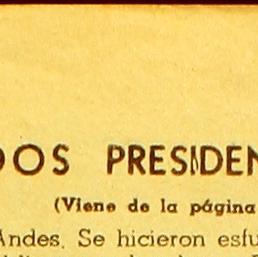 DOS PRESIDEN
(Viene de la página
Andes. Se hicieron esfu